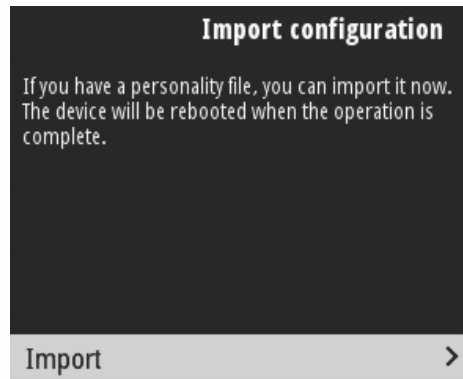 Import configuration
If you have a personality file, you can import it now.
The device will be rebooted when the operation is
complete.
Import